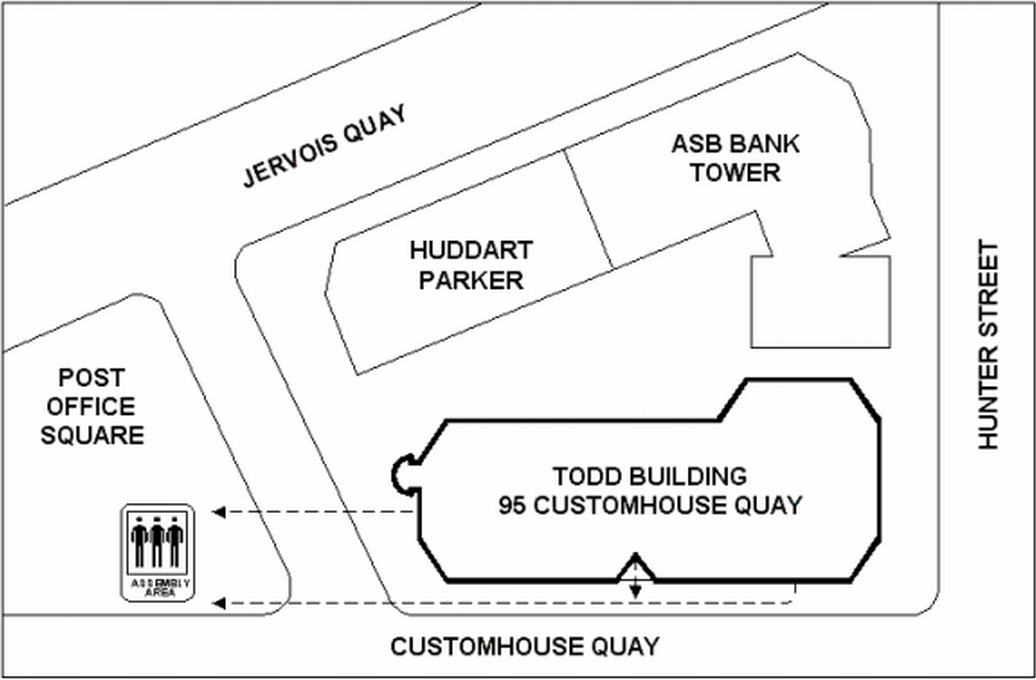 JERVOIS QUAY
ASB BANK
TOWER
HUDDART
PARKER
HUNTER STREET
POST
OFFICE
SQUARE
TODD BUILDING
95 CUSTOMHOUSE QUAY
ASSEMBLY
AREA
CUSTOMHOUSE QUAY